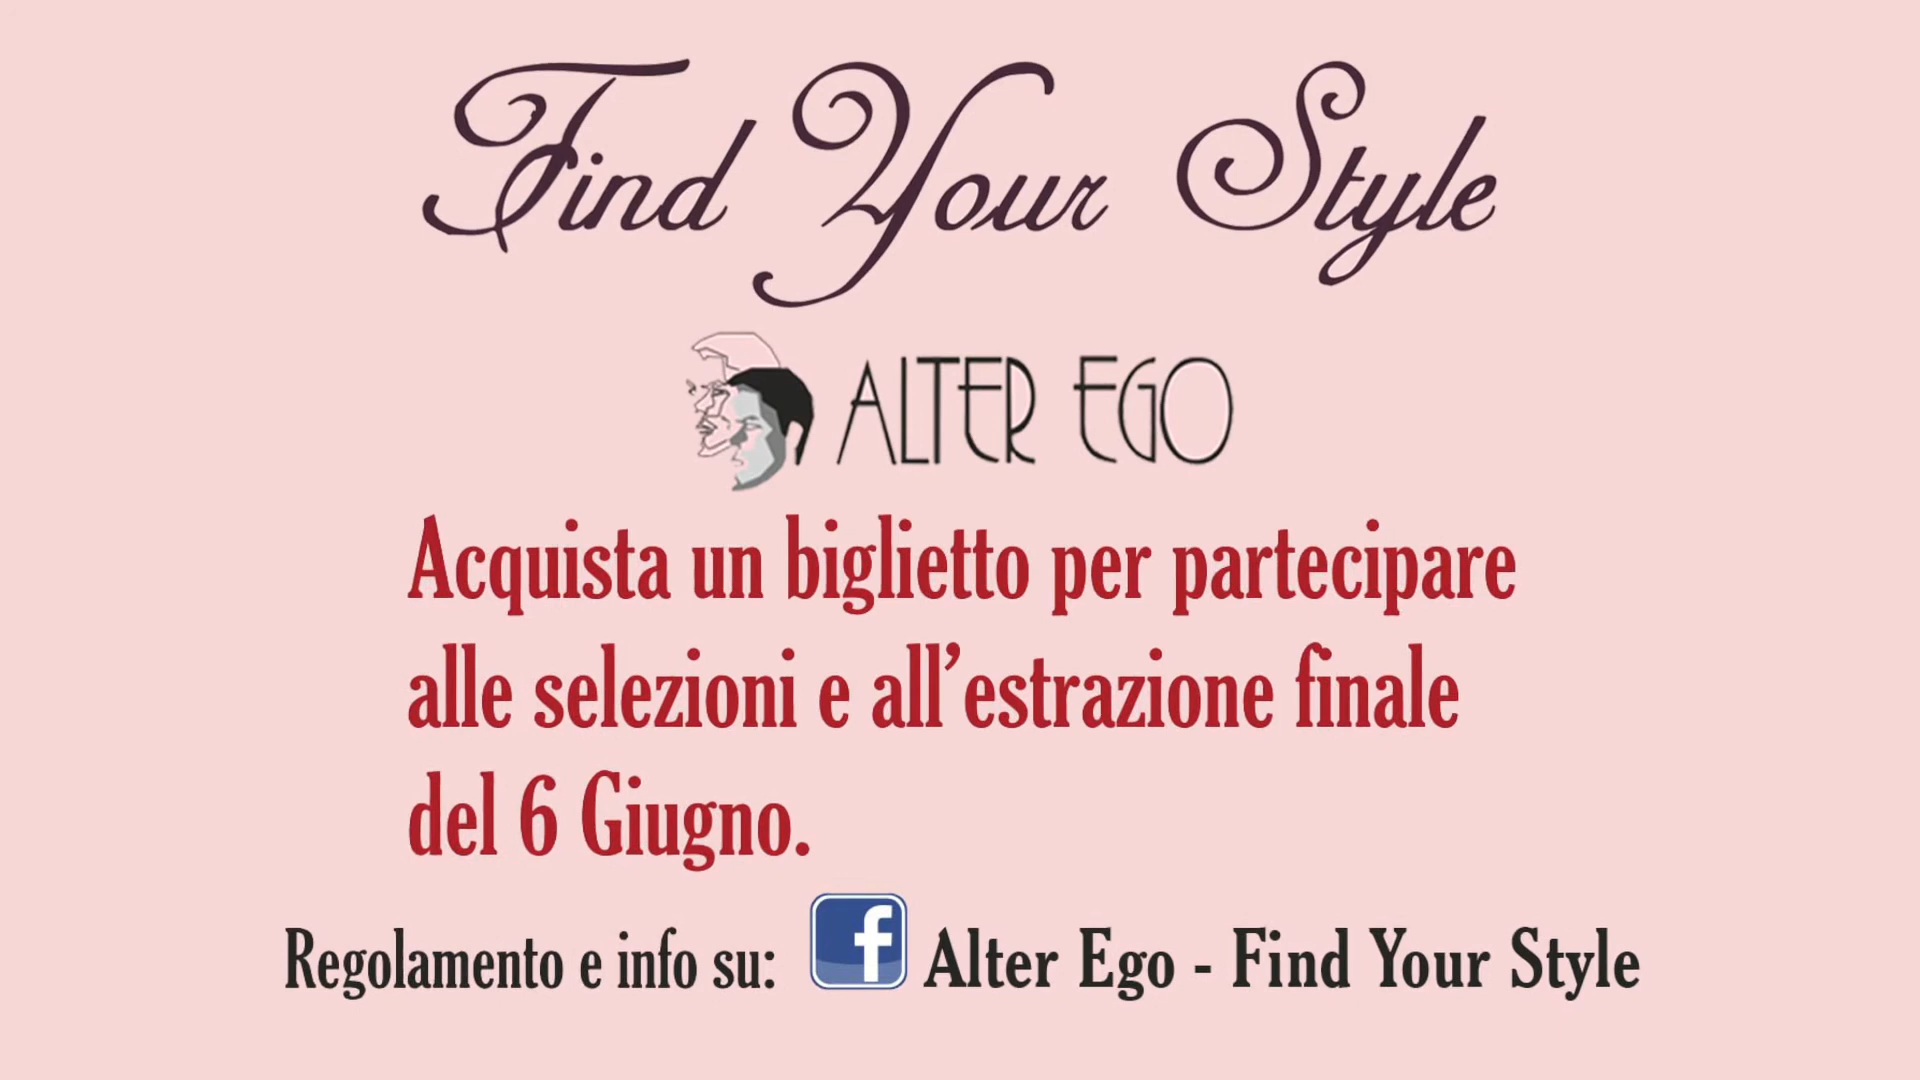 Find Your Style
ALTER EGO
Acquista un biglietto per partecipare
alle selezioni e all’estrazione finale
del 6 Giugno.
Regolamento e info su: f Alter Ego - Find Your Style